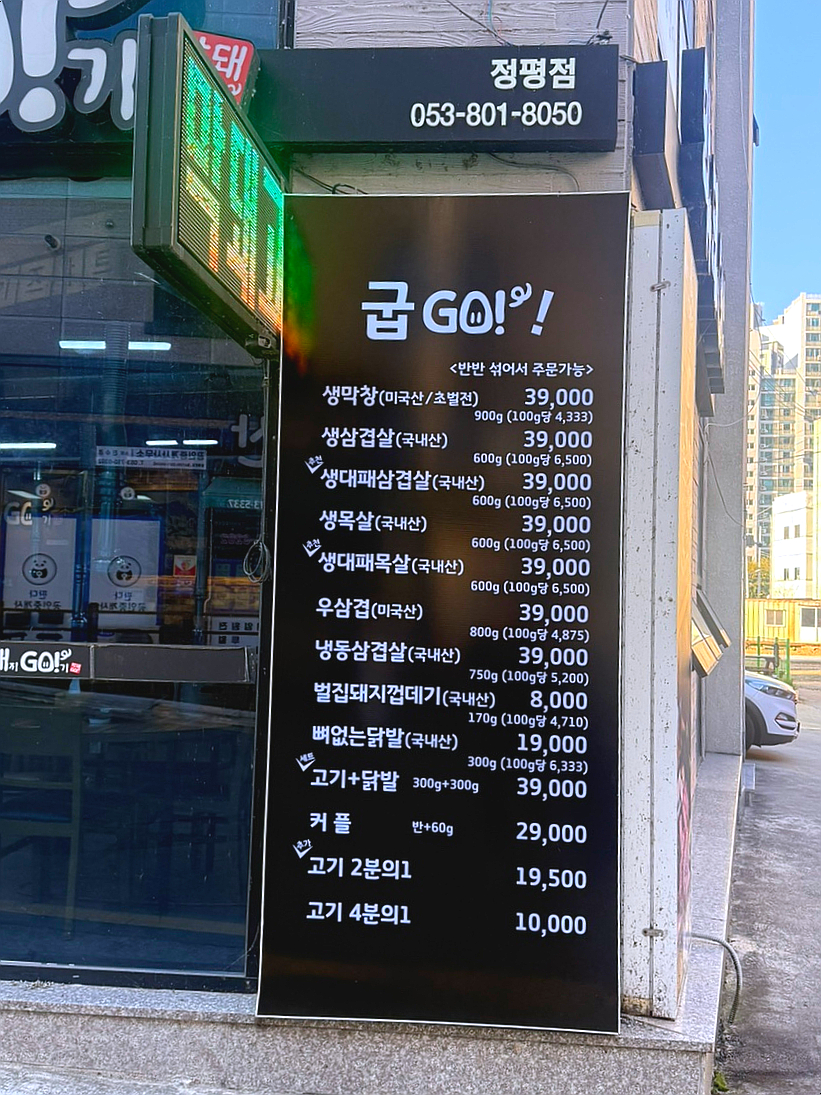 정평점
053-801-8050
굽GO!!
<반반 섞어서 주문가능>
생막창(미국산/초벌전) 39,000
900g (100g당 4,333)
생삼겹살(국내산) 39,000
600g (100g당 6,500)
추천
생대패삼겹살(국내산) 39,000
600g (100g당 6,500)
생목살(국내산) 39,000
600g (100g당 6,500)
추천
생대패목살(국내산) 39,000
600g (100g당 6,500)
우삼겹(미국산) 39,000
800g (100g당 4,875)
냉동삼겹살(국내산) 39,000
750g (100g당 5,200)
벌집돼지껍데기(국내산) 8,000
170g (100g당 4,710)
뼈없는닭발(국내산) 19,000
300g (100g당 6,333)
세트
고기+닭발 300g+300g 39,000
커플 반+60g 29,000
추가
고기 2분의1 19,500
고기 4분의1 10,000
GO!기